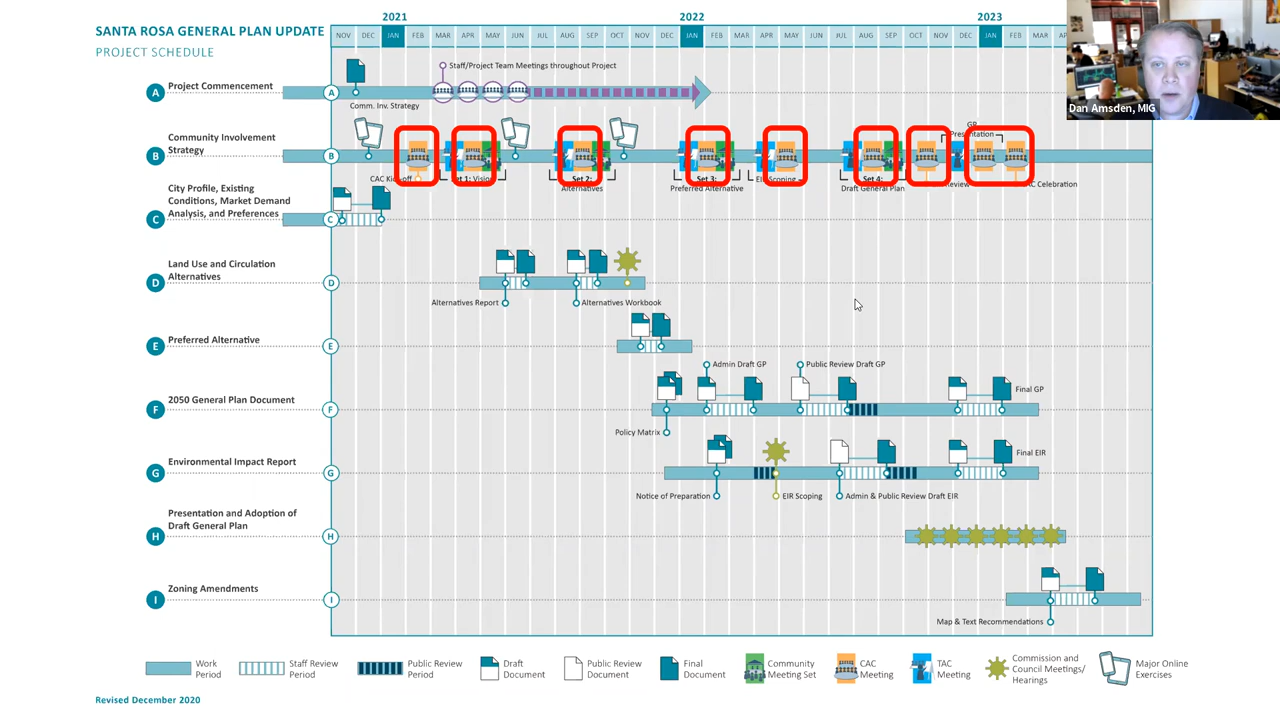 SANTA ROSA GENERAL PLAN UPDATE
PROJECT SCHEDULE
2021 2022 2023
NOV DEC JAN FEB MAR APR MAY JUN JUL AUG SEP OCT NOV DEC JAN FEB MAR APR MAY JUN JUL AUG SEP OCT NOV DEC JAN FEB MAR
Dan Amsden, MIG
Staff/Project Team Meetings throughout Project
A Project Commencement A
Comm. Inv. Strategy
Presentation
B Community Involvement
Strategy
B
CAC Kick-off Set 1: Vision Set 2:
Alternatives
Set 3:
Preferred Alternative
EIR Scoping
Set 4:
Draft General Plan
Review
Celebration
C City Profile, Existing
Conditions, Market Demand
Analysis, and Preferences
C
D Land Use and Circulation
Alternatives
D
Alternatives Report Alternatives Workbook
E Preferred Alternative E
Admin Draft GP Public Review Draft GP
F 2050 General Plan Document F Final GP
Policy Matrix
G Environmental Impact Report G Final EIR
Notice of Preparation EIR Scoping Admin & Public Review Draft EIR
H Presentation and Adoption of
Draft General Plan
H
I Zoning Amendments I
Map & Text Recommendations
Work
Period
Staff Review
Period
Public Review
Period
Draft
Document
Public Review
Document
Final
Document
Community
Meeting Set
CAC
Meeting
TAC
Meeting
Commission and
Council Meetings/
Hearings
Major Online
Exercises
Revised December 2020